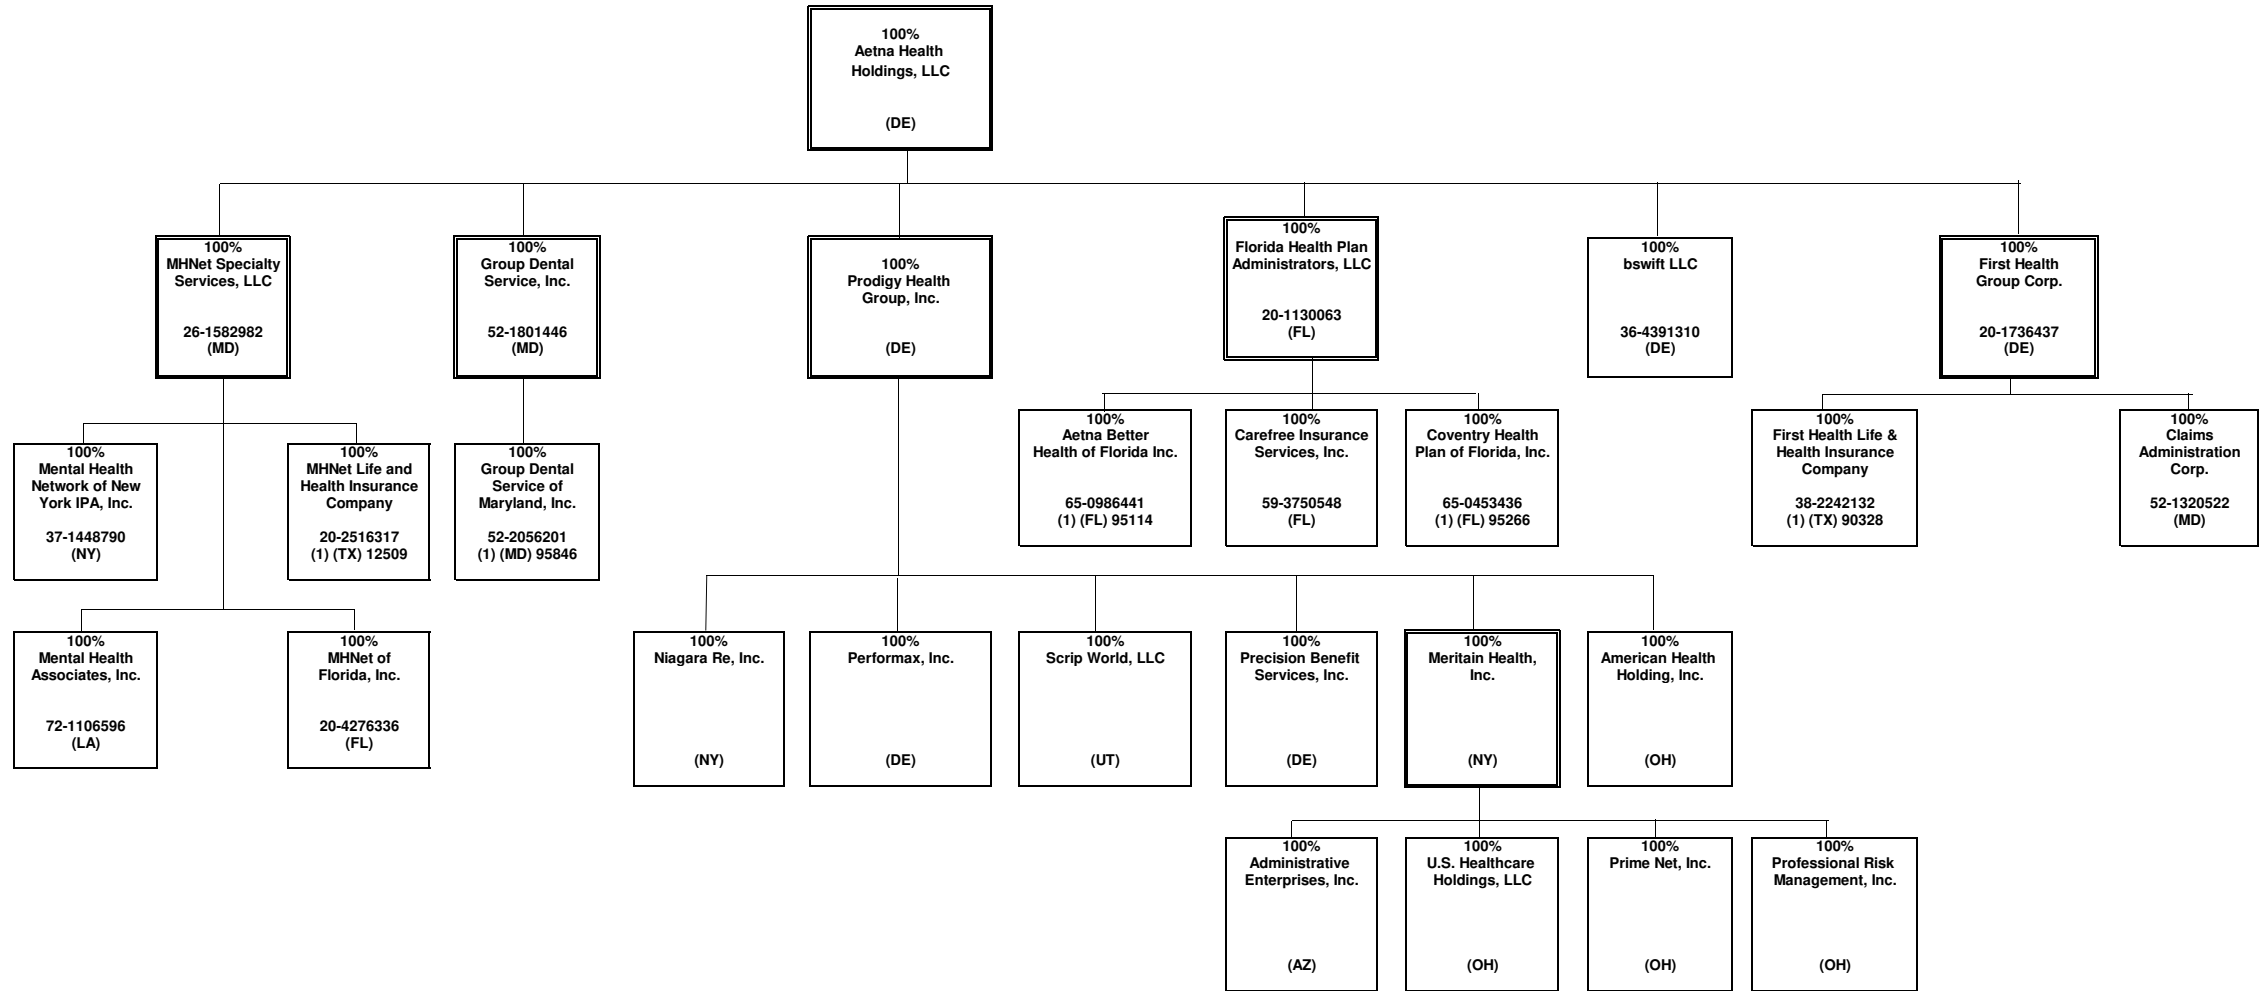 100%
Aetna Health
Holdings, LLC
(DE)
100%
MHNet Specialty
Services, LLC
26-1582982
(MD)
100%
Group Dental
Service, Inc.
52-1801446
(MD)
100%
Prodigy Health
Group, Inc.
(DE)
100%
Florida Health Plan
Administrators, LLC
20-1130063
(FL)
100%
bswift LLC
36-4391310
(DE)
100%
First Health
Group Corp.
20-1736437
(DE)
100%
Mental Health
Network of New
York IPA, Inc.
37-1448790
(NY)
100%
MHNet Life and
Health Insurance
Company
20-2516317
(1) (TX) 12509
100%
Group Dental
Service of
Maryland, Inc.
52-2056201
(1) (MD) 95846
100%
Aetna Better
Health of Florida Inc.
65-0986441
(1) (FL) 95114
100%
Carefree Insurance
Services, Inc.
59-3750548
(FL)
100%
Coventry Health
Plan of Florida, Inc.
65-0453436
(1) (FL) 95266
100%
First Health Life &
Health Insurance
Company
38-2242132
(1) (TX) 90328
100%
Claims
Administration
Corp.
52-1320522
(MD)
100%
Mental Health
Associates, Inc.
72-1106596
(LA)
100%
MHNet of
Florida, Inc.
20-4276336
(FL)
100%
Niagara Re, Inc.
(NY)
100%
Performax, Inc.
(DE)
100%
Scrip World, LLC
(UT)
100%
Precision Benefit
Services, Inc.
(DE)
100%
Meritain Health,
Inc.
(NY)
100%
American Health
Holding, Inc.
(OH)
100%
Administrative
Enterprises, Inc.
(AZ)
100%
U.S. Healthcare
Holdings, LLC
(OH)
100%
Prime Net, Inc.
(OH)
100%
Professional Risk
Management, Inc.
(OH)